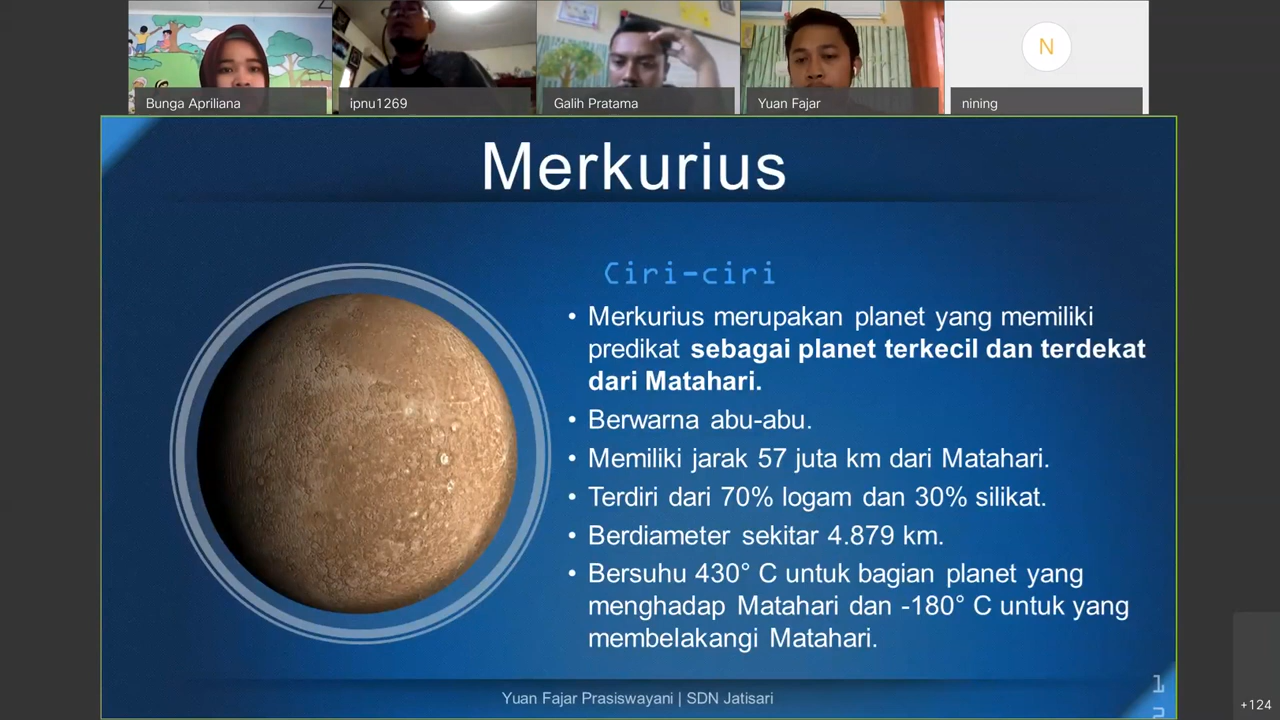 Bunga Apriliana
ipnu1269
Galih Pratama
Yuan Fajar
N
nining
Merkurius
Ciri-ciri
• Merkurius merupakan planet yang memiliki
predikat sebagai planet terkecil dan terdekat
dari Matahari.
• Berwarna abu-abu.
• Memiliki jarak 57 juta km dari Matahari.
• Terdiri dari 70% logam dan 30% silikat.
• Berdiameter sekitar 4.879 km.
• Bersuhu 430° C untuk bagian planet yang
menghadap Matahari dan -180° C untuk yang
membelakangi Matahari.
Yuan Fajar Prasiswayani | SDN Jatisari
+124